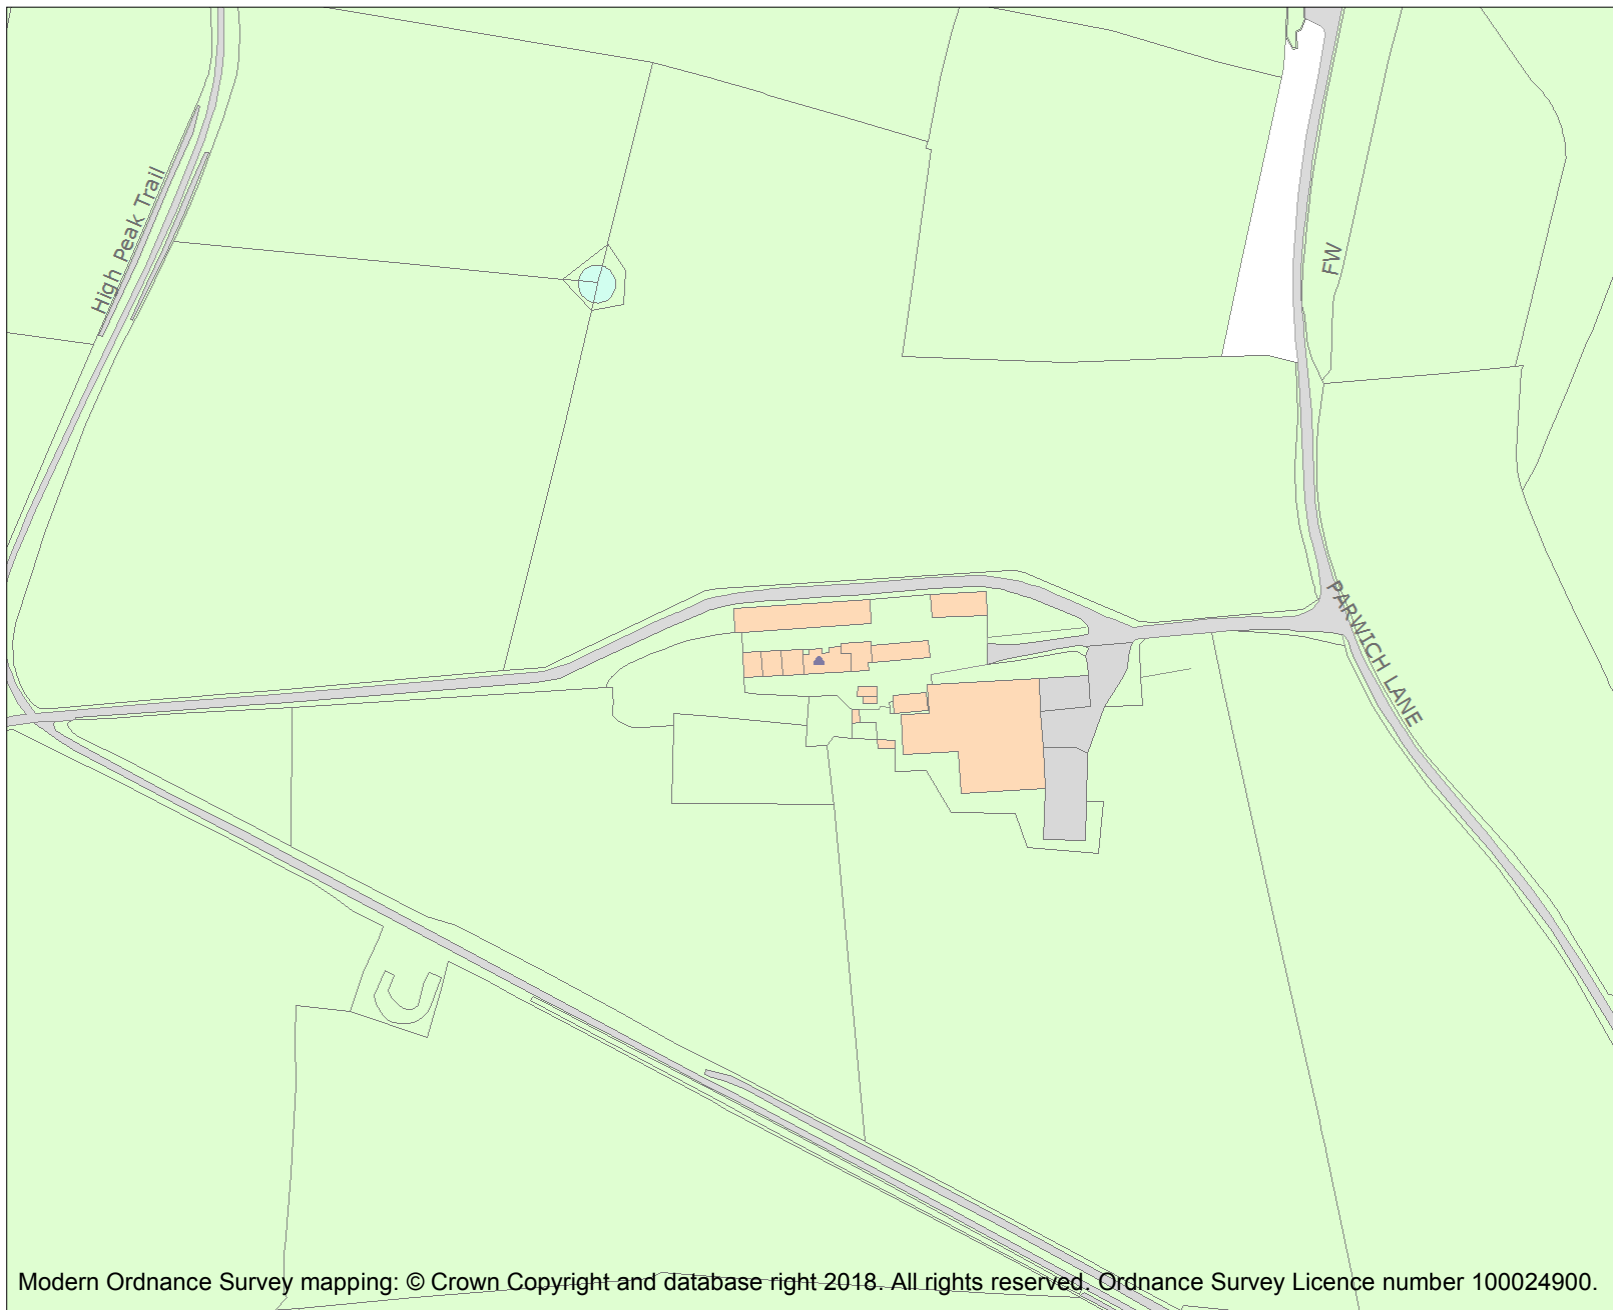 High Peak Trail
FW
PARWICH LANE
Modern Ordnance Survey mapping: © Crown Copyright and database right 2018. All rights reserved. Ordnance Survey Licence number 100024900.